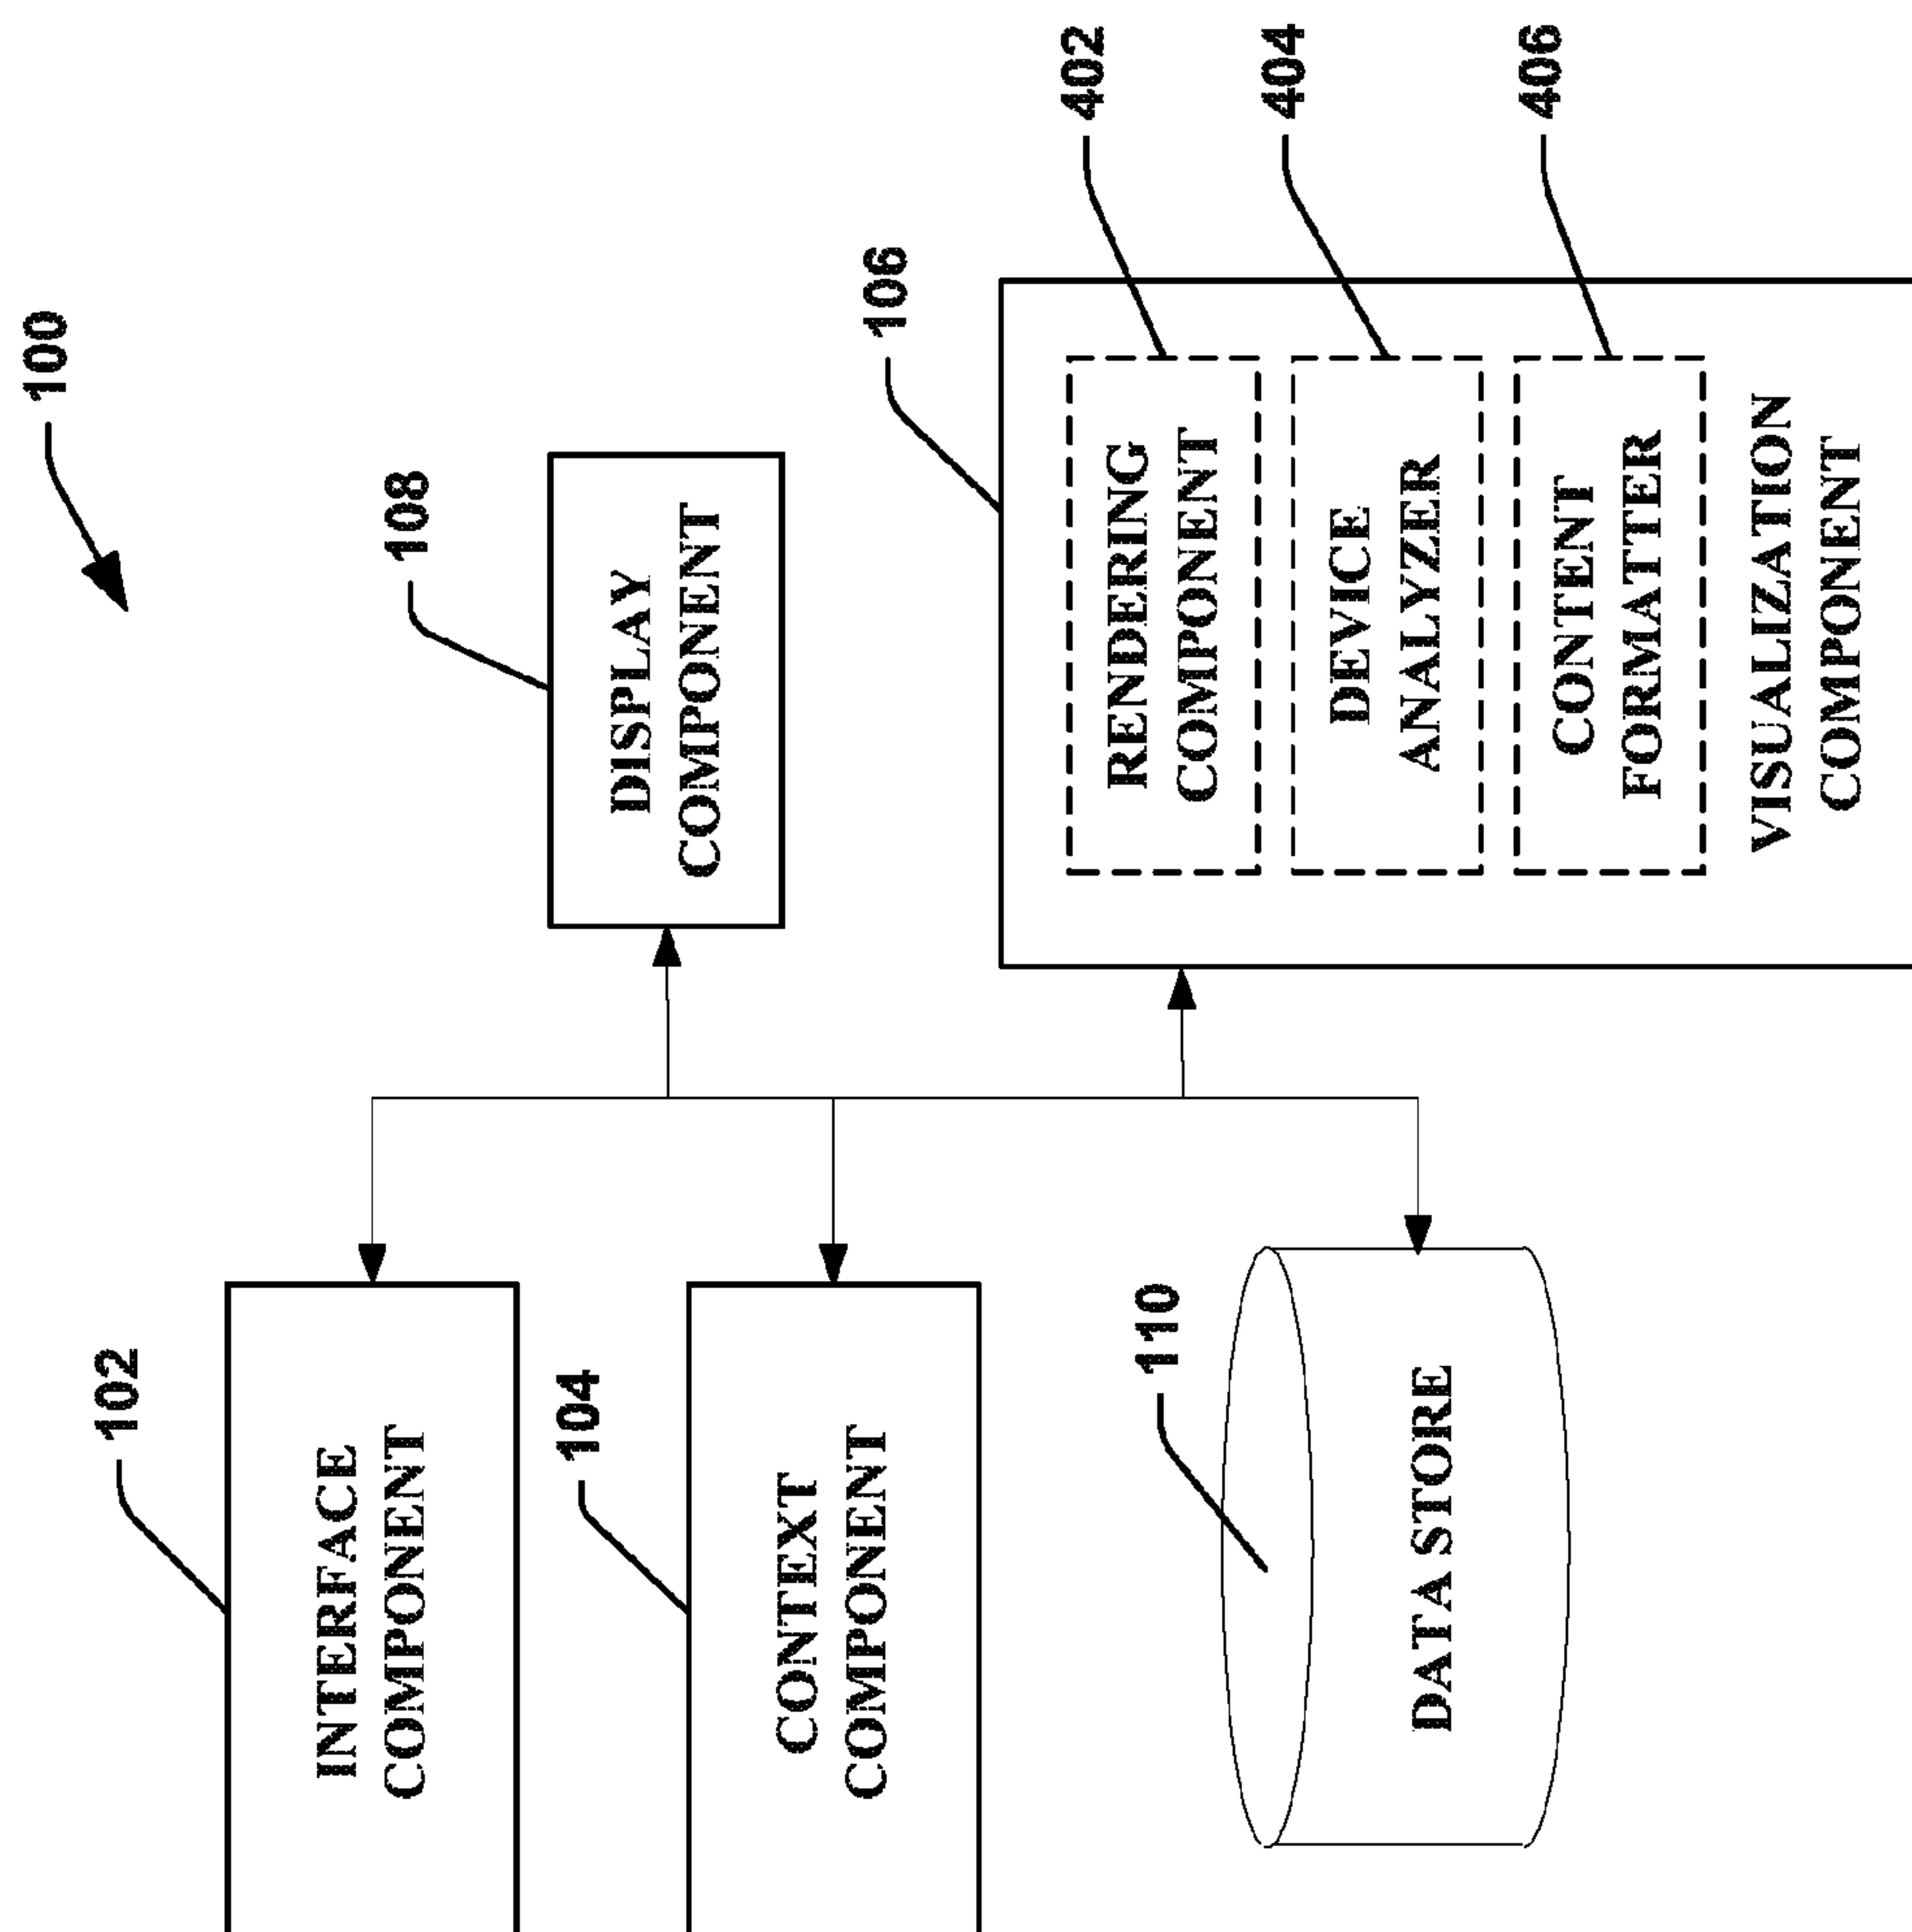 100
102
INTERFACE
COMPONENT
108
DISPLAY
COMPONENT
104
CONTEXT
COMPONENT
106
402
RENDERING
COMPONENT
404
DEVICE
ANALYZER
406
CONTENT
FORMATTER
VISUALIZATION
COMPONENT
110
DATA STORE